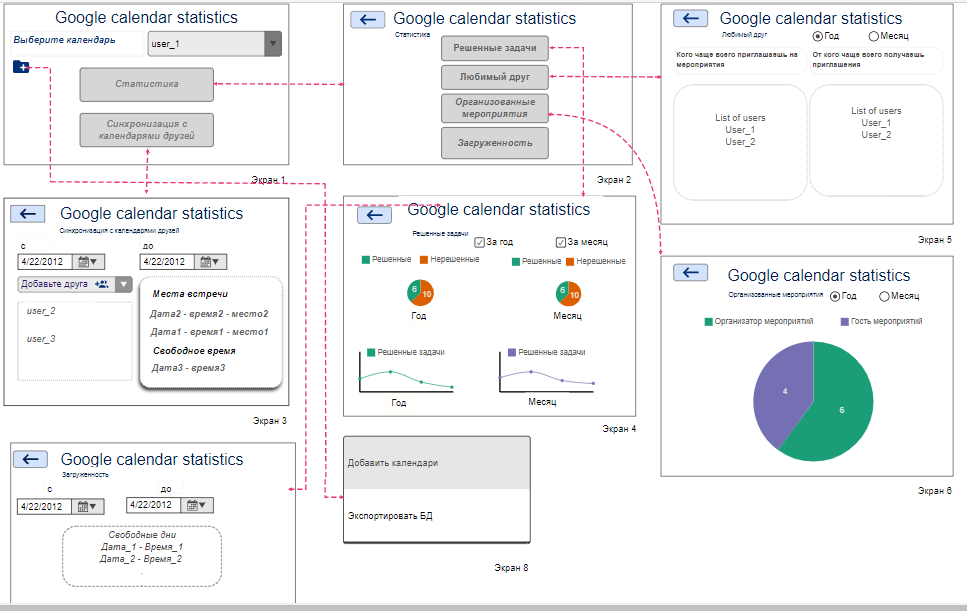 Google calendar statistics
Выберите календарь
user_1
Статистика
Синхронизация с
календарями друзей
Экран 1
Google calendar statistics
Статистика
Решенные задачи
Любимый друг
Организованные
мероприятия
Загруженность
Экран 2
Google calendar statistics
Любимый друг
Год
Месяц
Кого чаще всего приглашаешь на
мероприятия
От кого чаще всего получаешь
приглашения
List of users
User_1
User_2
List of users
User_1
User_2
Экран 5
Google calendar statistics
Синхронизация с календарями друзей
с
до
4/22/2012
4/22/2012
Добавьте друга
user_2
user_3
Места встречи
Дата2 - время2 - место2
Дата1 - время1 - место1
Свободное время
Дата3 - время3
Экран 3
Google calendar statistics
Решенные задачи
За год
За месяц
Решенные
Нерешенные
Решенные
Нерешенные
6
10
6
10
Год
Месяц
Решенные задачи
Решенные задачи
Год
Месяц
Экран 4
Google calendar statistics
Организованные мероприятия
Год
Месяц
Организатор мероприятий
Гость мероприятий
4
6
Экран 6
Google calendar statistics
Загруженность
с
до
4/22/2012
4/22/2012
Свободные дни
Дата_1 - Время_1
Дата_2 - Время_2
Добавить календари
Экспортировать БД
Экран 8